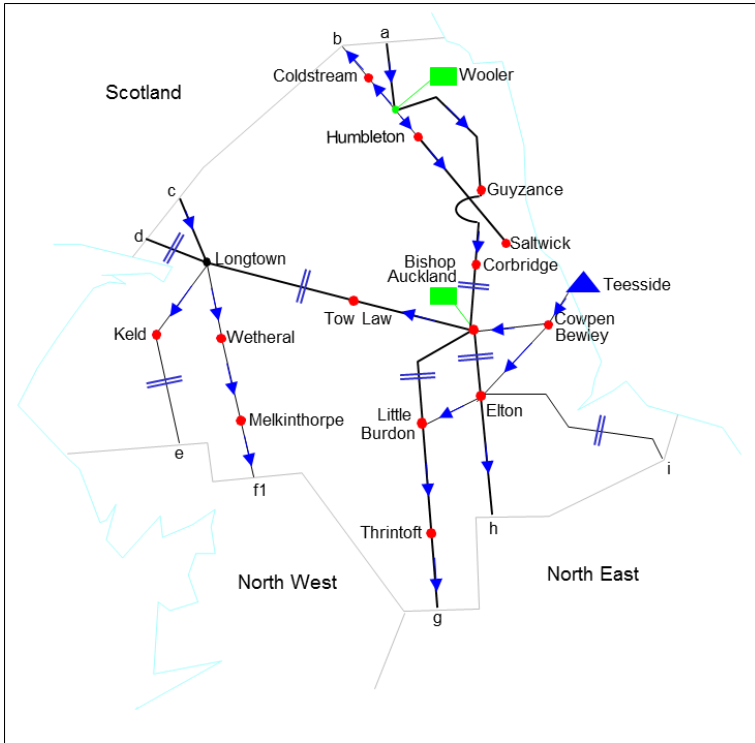 b
a
Coldstream
Wooler
Scotland
Humbleton
Guyzance
c
d
Saltwick
Longtown
Bishop
Auckland
Corbridge
Teesside
Tow Law
Cowpen
Bewley
Keld
Wetheral
Elton
Little
Burdon
Melkinthorpe
e
f1
i
h
Thrintoft
North West
North East
g